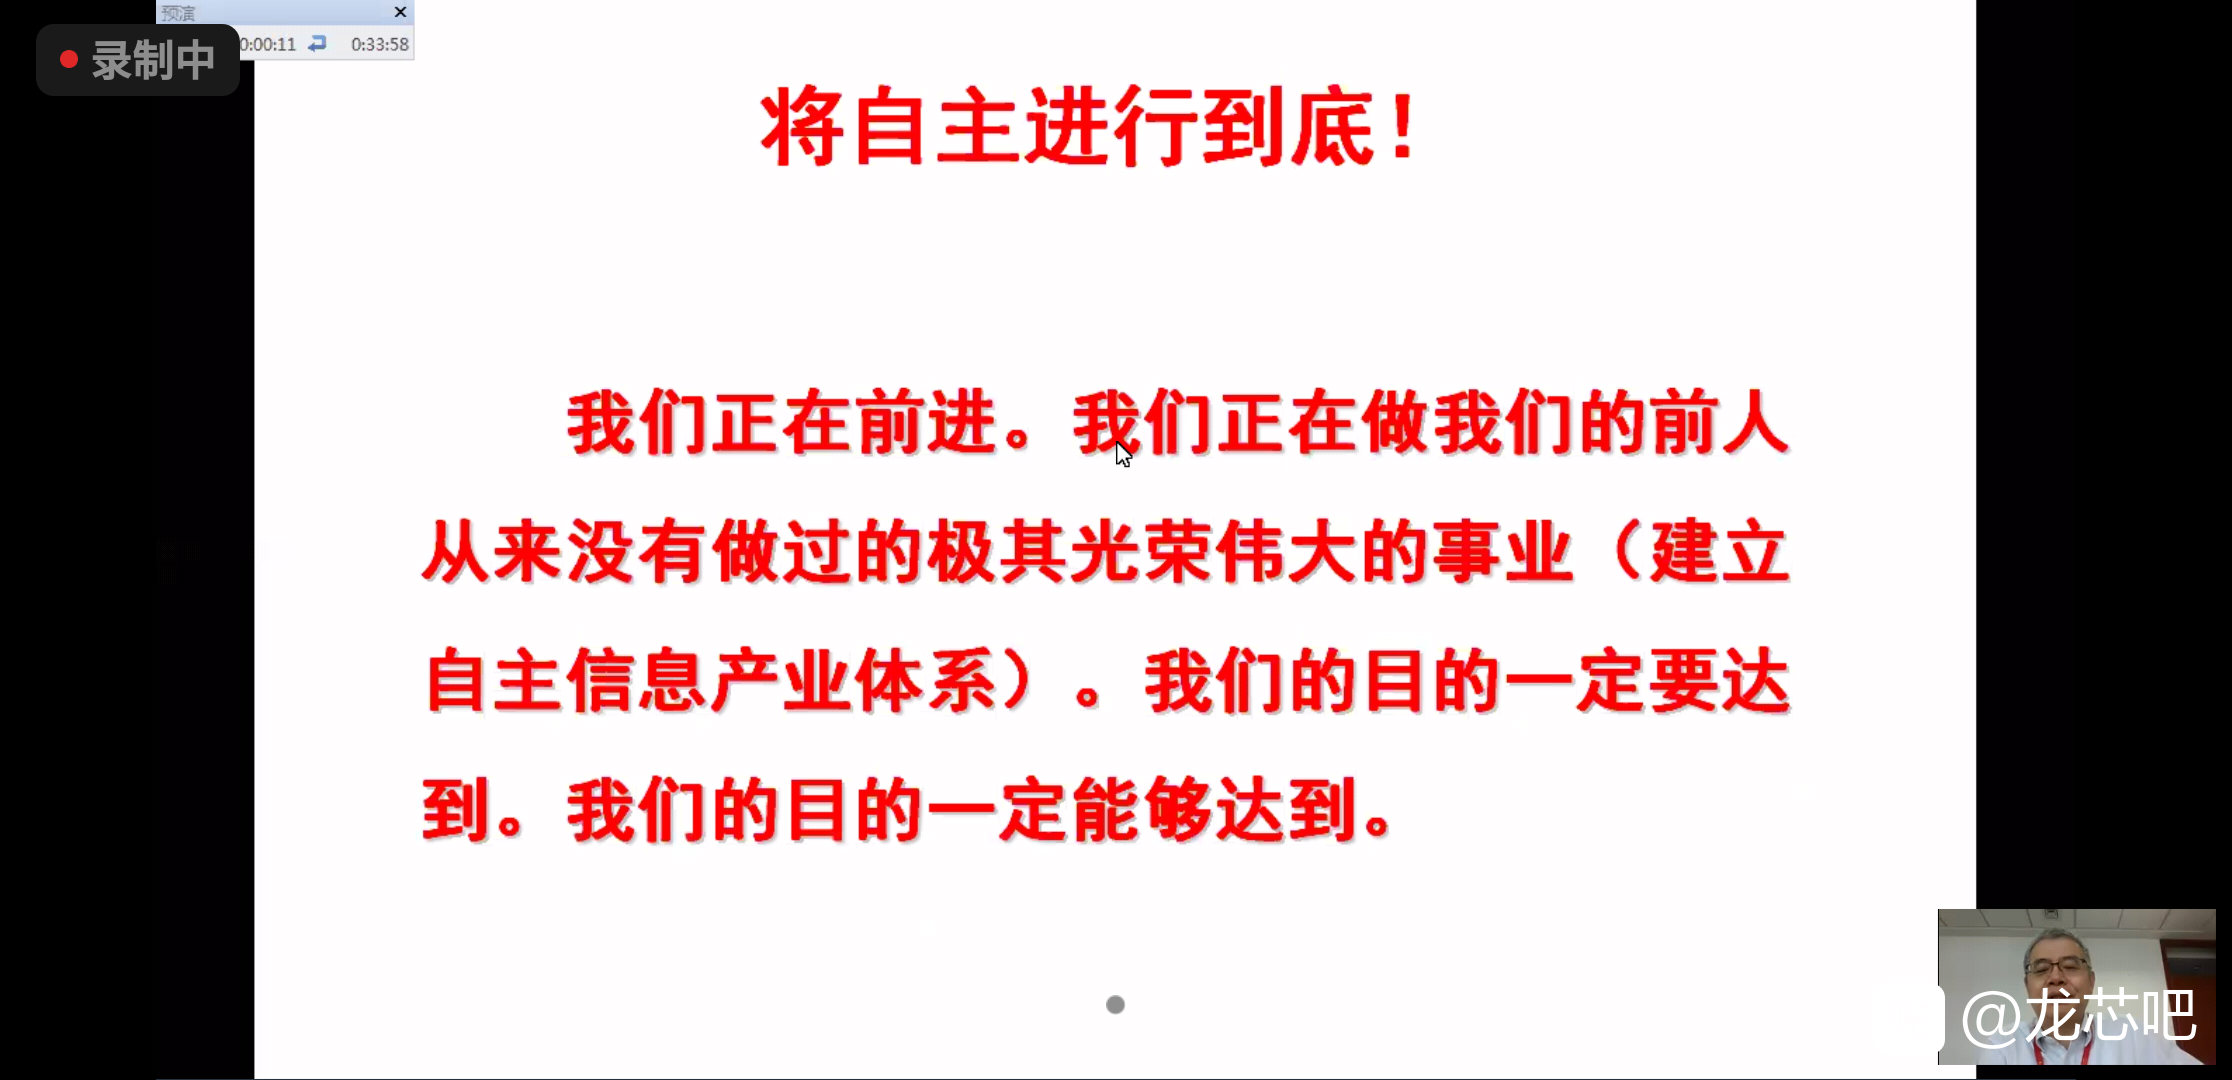 预演
录制中
0:00:11 0:33:58
将自主进行到底！
我们正在前进。我们正在做我们的前人
从来没有做过的极其光荣伟大的事业（建立
自主信息产业体系）。我们的目的一定要达
到。我们的目的一定能够达到。
@龙芯吧